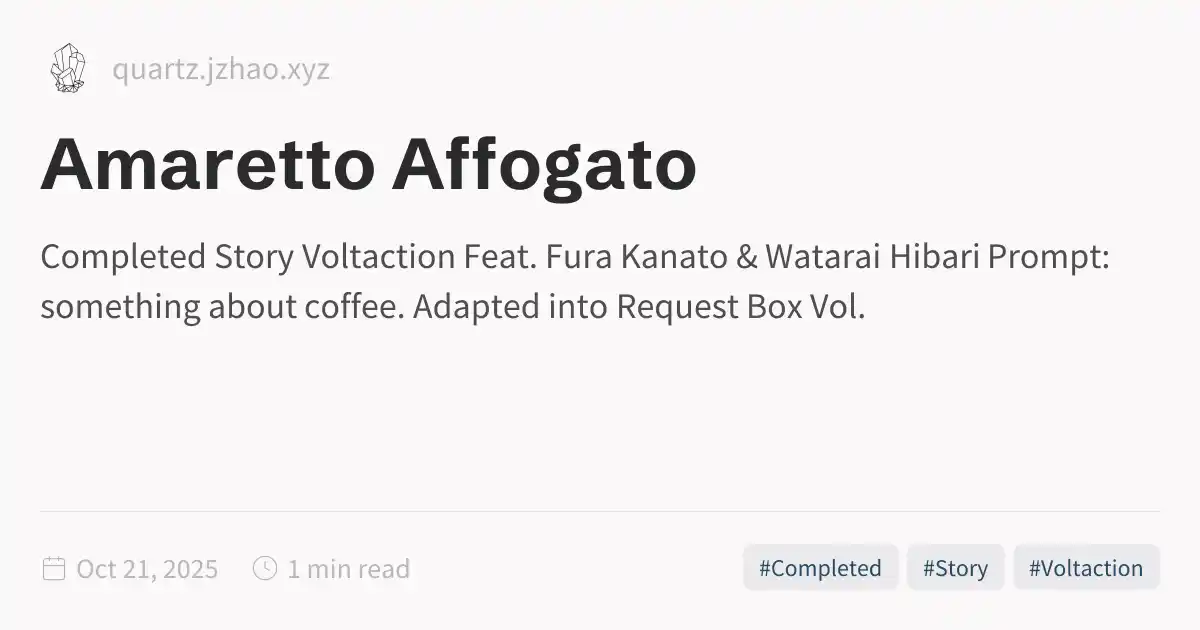 quartz.jzhao.xyz
Amaretto Affogato
Completed Story Voltaction Feat. Fura Kanato & Watarai Hibari Prompt:
something about coffee. Adapted into Request Box Vol.
Oct 21, 2025 1 min read #Completed #Story #Voltaction